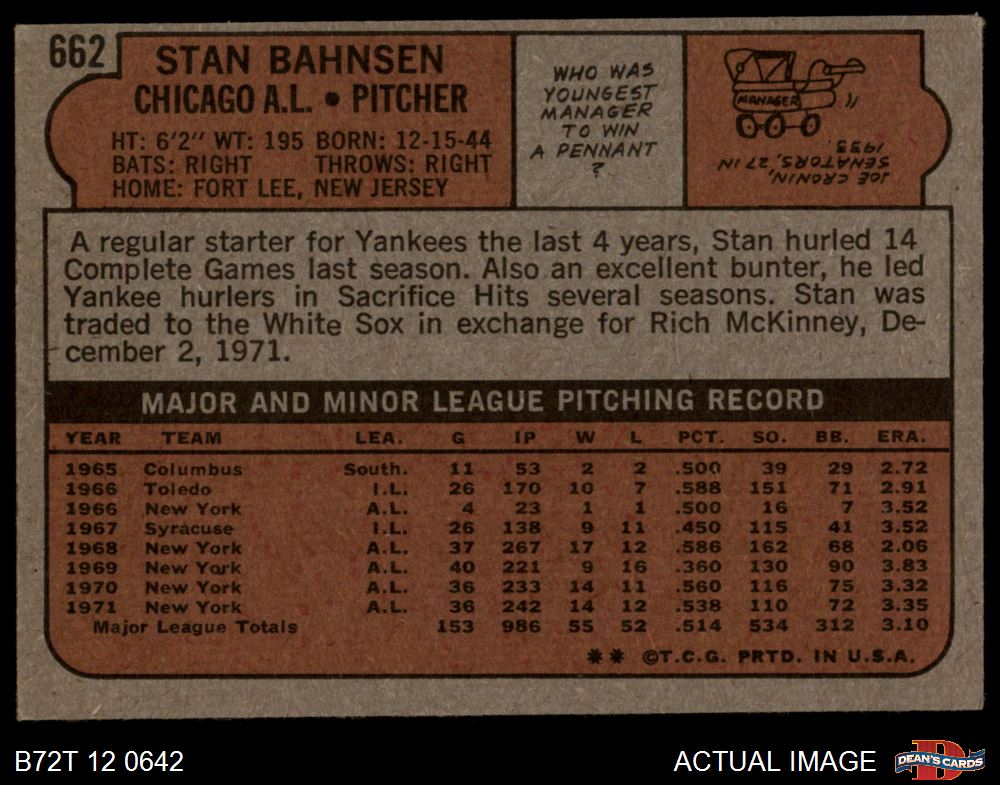 662
STAN BAHNSEN
CHICAGO A.L. • PITCHER
HT: 6'2" WT: 195 BORN: 12-15-44
BATS: RIGHT THROWS: RIGHT
HOME: FORT LEE, NEW JERSEY
WHO WAS
YOUNGEST
MANAGER
TO WIN
A PENNANT
?
MANAGER
JOE CRONIN,
SENATORS, 27 IN
1933.
A regular starter for Yankees the last 4 years, Stan hurled 14
Complete Games last season. Also an excellent bunter, he led
Yankee hurlers in Sacrifice Hits several seasons. Stan was
traded to the White Sox in exchange for Rich McKinney, De-
cember 2, 1971.
MAJOR AND MINOR LEAGUE PITCHING RECORD
YEAR TEAM LEA. G IP W L PCT. SO. BB. ERA.
1965 Columbus South. 11 53 2 2 .500 39 29 2.72
1966 Toledo I.L. 26 170 10 7 .588 151 71 2.91
1966 New York A.L. 4 23 1 1 .500 16 7 3.52
1967 Syracuse I.L. 26 138 9 11 .450 115 41 3.52
1968 New York A.L. 37 267 17 12 .586 162 68 2.06
1969 New York A.L. 40 221 9 16 .360 130 90 3.83
1970 New York A.L. 36 233 14 11 .560 116 75 3.32
1971 New York A.L. 36 242 14 12 .538 110 72 3.35
Major League Totals 153 986 55 52 .514 534 312 3.10
** ©T.C.G. PRTD. IN U.S.A.
B72T 12 0642
ACTUAL IMAGE
D
DEAN'S CARDS